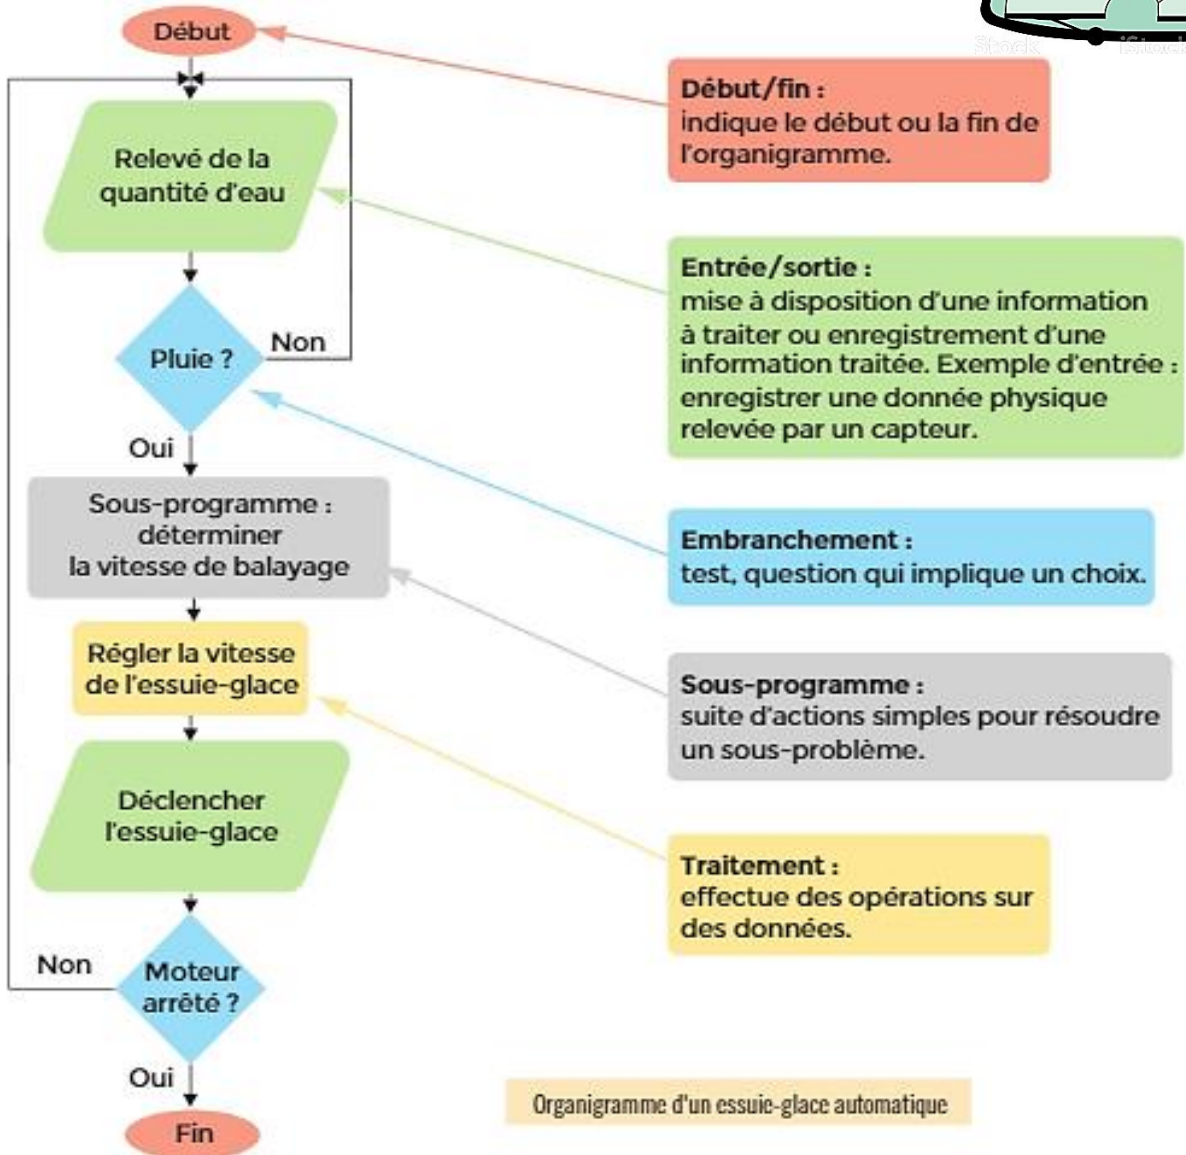 Début
Relevé de la
quantité d'eau
Pluie ?
Non
Oui
Sous-programme :
déterminer
la vitesse de balayage
Régler la vitesse
de l'essuie-glace
Déclencher
l'essuie-glace
Moteur
arrêté ?
Non
Oui
Fin
Début/fin :
indique le début ou la fin de
l'organigramme.
Entrée/sortie :
mise à disposition d'une information
à traiter ou enregistrement d'une
information traitée. Exemple d'entrée :
enregistrer une donnée physique
relevée par un capteur.
Embranchement :
test, question qui implique un choix.
Sous-programme :
suite d'actions simples pour résoudre
un sous-problème.
Traitement :
effectue des opérations sur
des données.
Organigramme d'un essuie-glace automatique